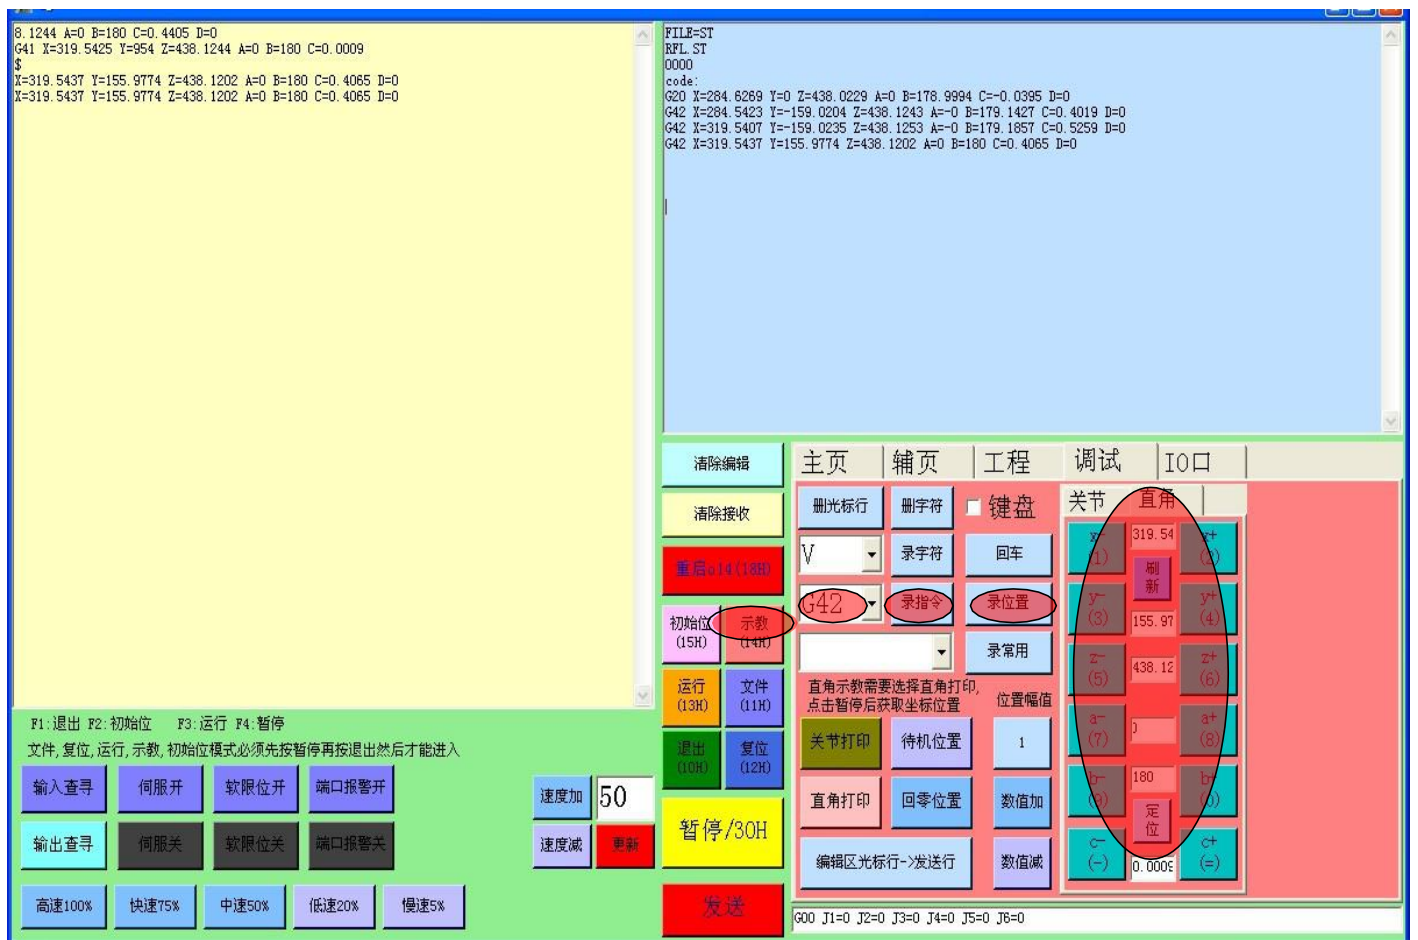 8.1244 A=0 B=180 C=0.4405 D=0
G41 X=319.5425 Y=954 Z=438.1244 A=0 B=180 C=0.0009
$
X=319.5437 Y=155.9774 Z=438.1202 A=0 B=180 C=0.4065 D=0
X=319.5437 Y=155.9774 Z=438.1202 A=0 B=180 C=0.4065 D=0
FILE=ST
RFL.ST
0000
code:
G20 X=284.6269 Y=0 Z=438.0229 A=0 B=178.9994 C=-0.0395 D=0
G42 X=284.5423 Y=-159.0204 Z=438.1243 A=-0 B=179.1427 C=0.4019 D=0
G42 X=319.5407 Y=-159.0235 Z=438.1253 A=-0 B=179.1857 C=0.5259 D=0
G42 X=319.5437 Y=155.9774 Z=438.1202 A=0 B=180 C=0.4065 D=0
F1:退出 F2:初始位 F3:运行 F4:暂停
文件,复位,运行,示教,初始位模式必须先按暂停再按退出然后才能进入
输入查寻 伺服开 软限位开 端口报警开
输出查寻 伺服关 软限位关 端口报警关
速度加 50
速度减 更新
高速100% 快速75% 中速50% 低速20% 慢速5%
清除编辑
清除接收
重启o14(18H)
初始位(15H) 示教(14H)
运行(13H) 文件(11H)
退出(10H) 复位(12H)
暂停/30H
发送
主页 辅页 工程 调试 IO口
删光标行 删字符 键盘
V 录字符 回车
G42 录指令 录位置
录常用
直角示教需要选择直角打印,
点击暂停后获取坐标位置
位置幅值
关节打印 待机位置 1
直角打印 回零位置 数值加
编辑区光标行->发送行 数值减
关节 直角
x-(1) 319.54 x+(2)
刷新
y-(3) 155.97 y+(4)
z-(5) 438.12 z+(6)
a-(7) 0 a+(8)
b-(9) 180 b+(0)
定位
c-(-) 0.0009 c+(=)
G00 J1=0 J2=0 J3=0 J4=0 J5=0 J6=0